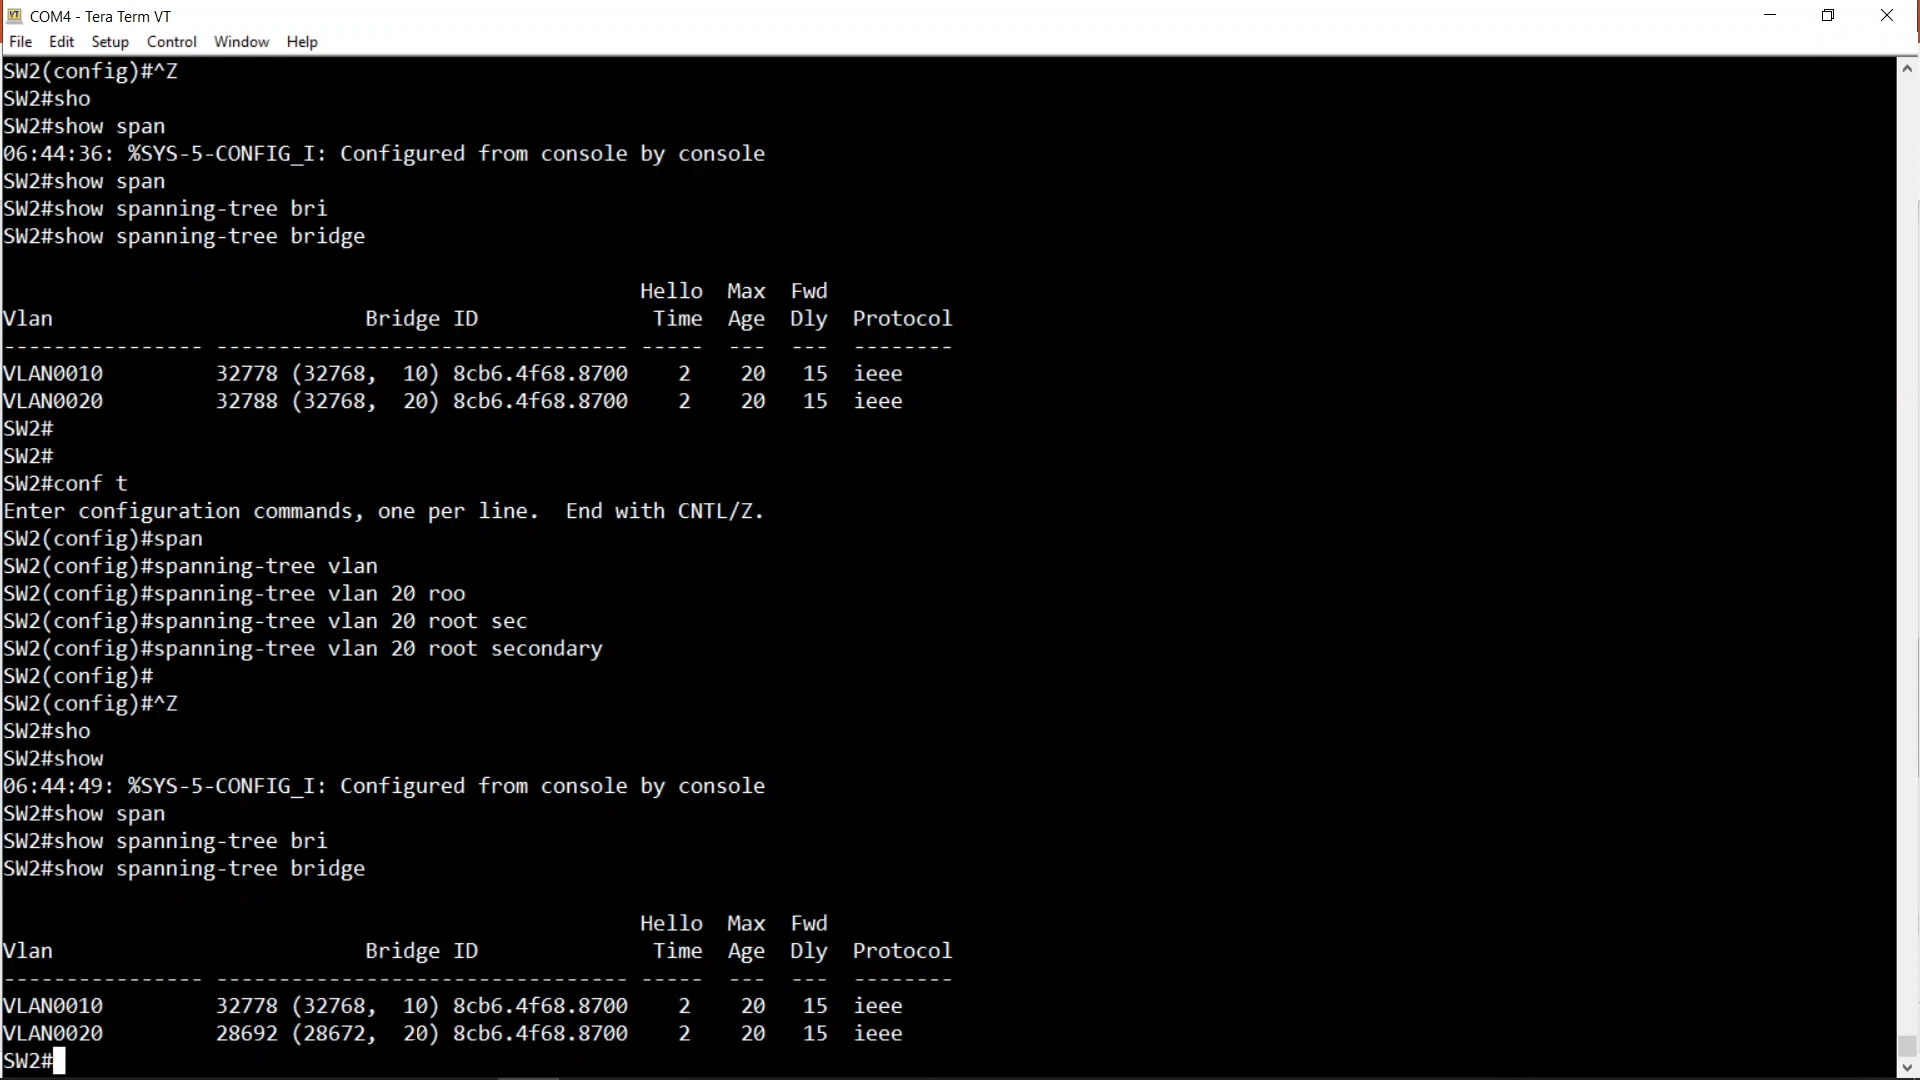 COM4 - Tera Term VT
File Edit Setup Control Window Help
SW2(config)#^Z
SW2#sho
SW2#show span
06:44:36: %SYS-5-CONFIG_I: Configured from console by console
SW2#show span
SW2#show spanning-tree bri
SW2#show spanning-tree bridge
                                                   Hello  Max  Fwd
Vlan                         Bridge ID              Time  Age  Dly  Protocol
---------------- --------------------------------- -----  ---  ---  --------
VLAN0010         32778 (32768,  10) 8cb6.4f68.8700    2    20   15  ieee
VLAN0020         32788 (32768,  20) 8cb6.4f68.8700    2    20   15  ieee
SW2#
SW2#
SW2#conf t
Enter configuration commands, one per line.  End with CNTL/Z.
SW2(config)#span
SW2(config)#spanning-tree vlan
SW2(config)#spanning-tree vlan 20 roo
SW2(config)#spanning-tree vlan 20 root sec
SW2(config)#spanning-tree vlan 20 root secondary
SW2(config)#
SW2(config)#^Z
SW2#sho
SW2#show
06:44:49: %SYS-5-CONFIG_I: Configured from console by console
SW2#show span
SW2#show spanning-tree bri
SW2#show spanning-tree bridge
                                                   Hello  Max  Fwd
Vlan                         Bridge ID              Time  Age  Dly  Protocol
---------------- --------------------------------- -----  ---  ---  --------
VLAN0010         32778 (32768,  10) 8cb6.4f68.8700    2    20   15  ieee
VLAN0020         28692 (28672,  20) 8cb6.4f68.8700    2    20   15  ieee
SW2#